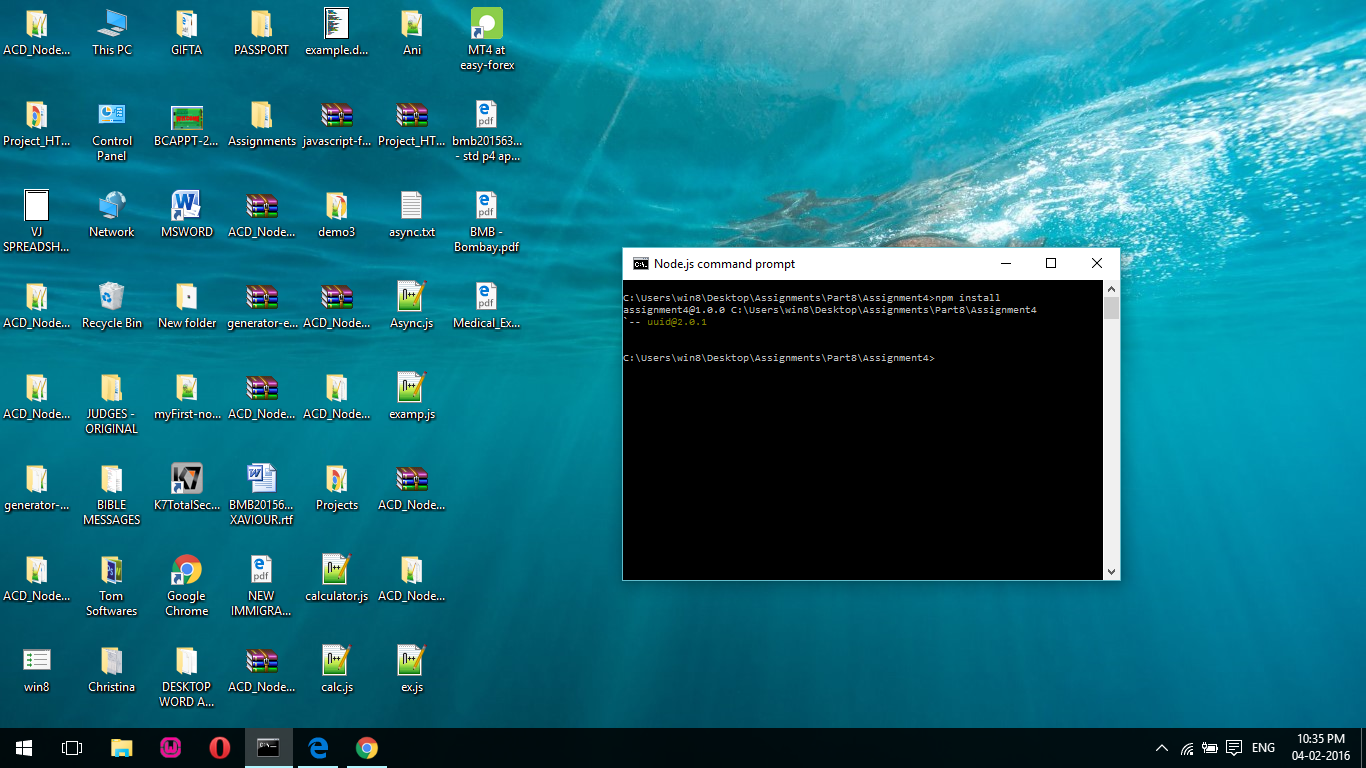 ACD_Node...
This PC
GIFTA
PASSPORT
example.d...
Ani
MT4 at
easy-forex
Project_HT...
Control
Panel
BCAPPT-2...
Assignments
javascript-f...
Project_HT...
bmb201563...
- std p4 ap...
VJ
SPREADSH...
Network
MSWORD
ACD_Node...
demo3
async.txt
BMB -
Bombay.pdf
ACD_Node...
Recycle Bin
New folder
generator-e...
ACD_Node...
Async.js
Medical_Ex...
ACD_Node...
JUDGES -
ORIGINAL
myFirst-no...
ACD_Node...
ACD_Node...
examp.js
generator-...
BIBLE
MESSAGES
K7TotalSec...
BMB20156...
XAVIOUR.rtf
Projects
ACD_Node...
ACD_Node...
Tom
Softwares
Google
Chrome
NEW
IMMIGRA...
calculator.js
ACD_Node...
win8
Christina
DESKTOP
WORD A...
ACD_Node...
calc.js
ex.js
Node.js command prompt
C:\Users\win8\Desktop\Assignments\Part8\Assignment4>npm install
assignment4@1.0.0 C:\Users\win8\Desktop\Assignments\Part8\Assignment4
`-- uuid@2.0.1
C:\Users\win8\Desktop\Assignments\Part8\Assignment4>
ENG
10:35 PM
04-02-2016